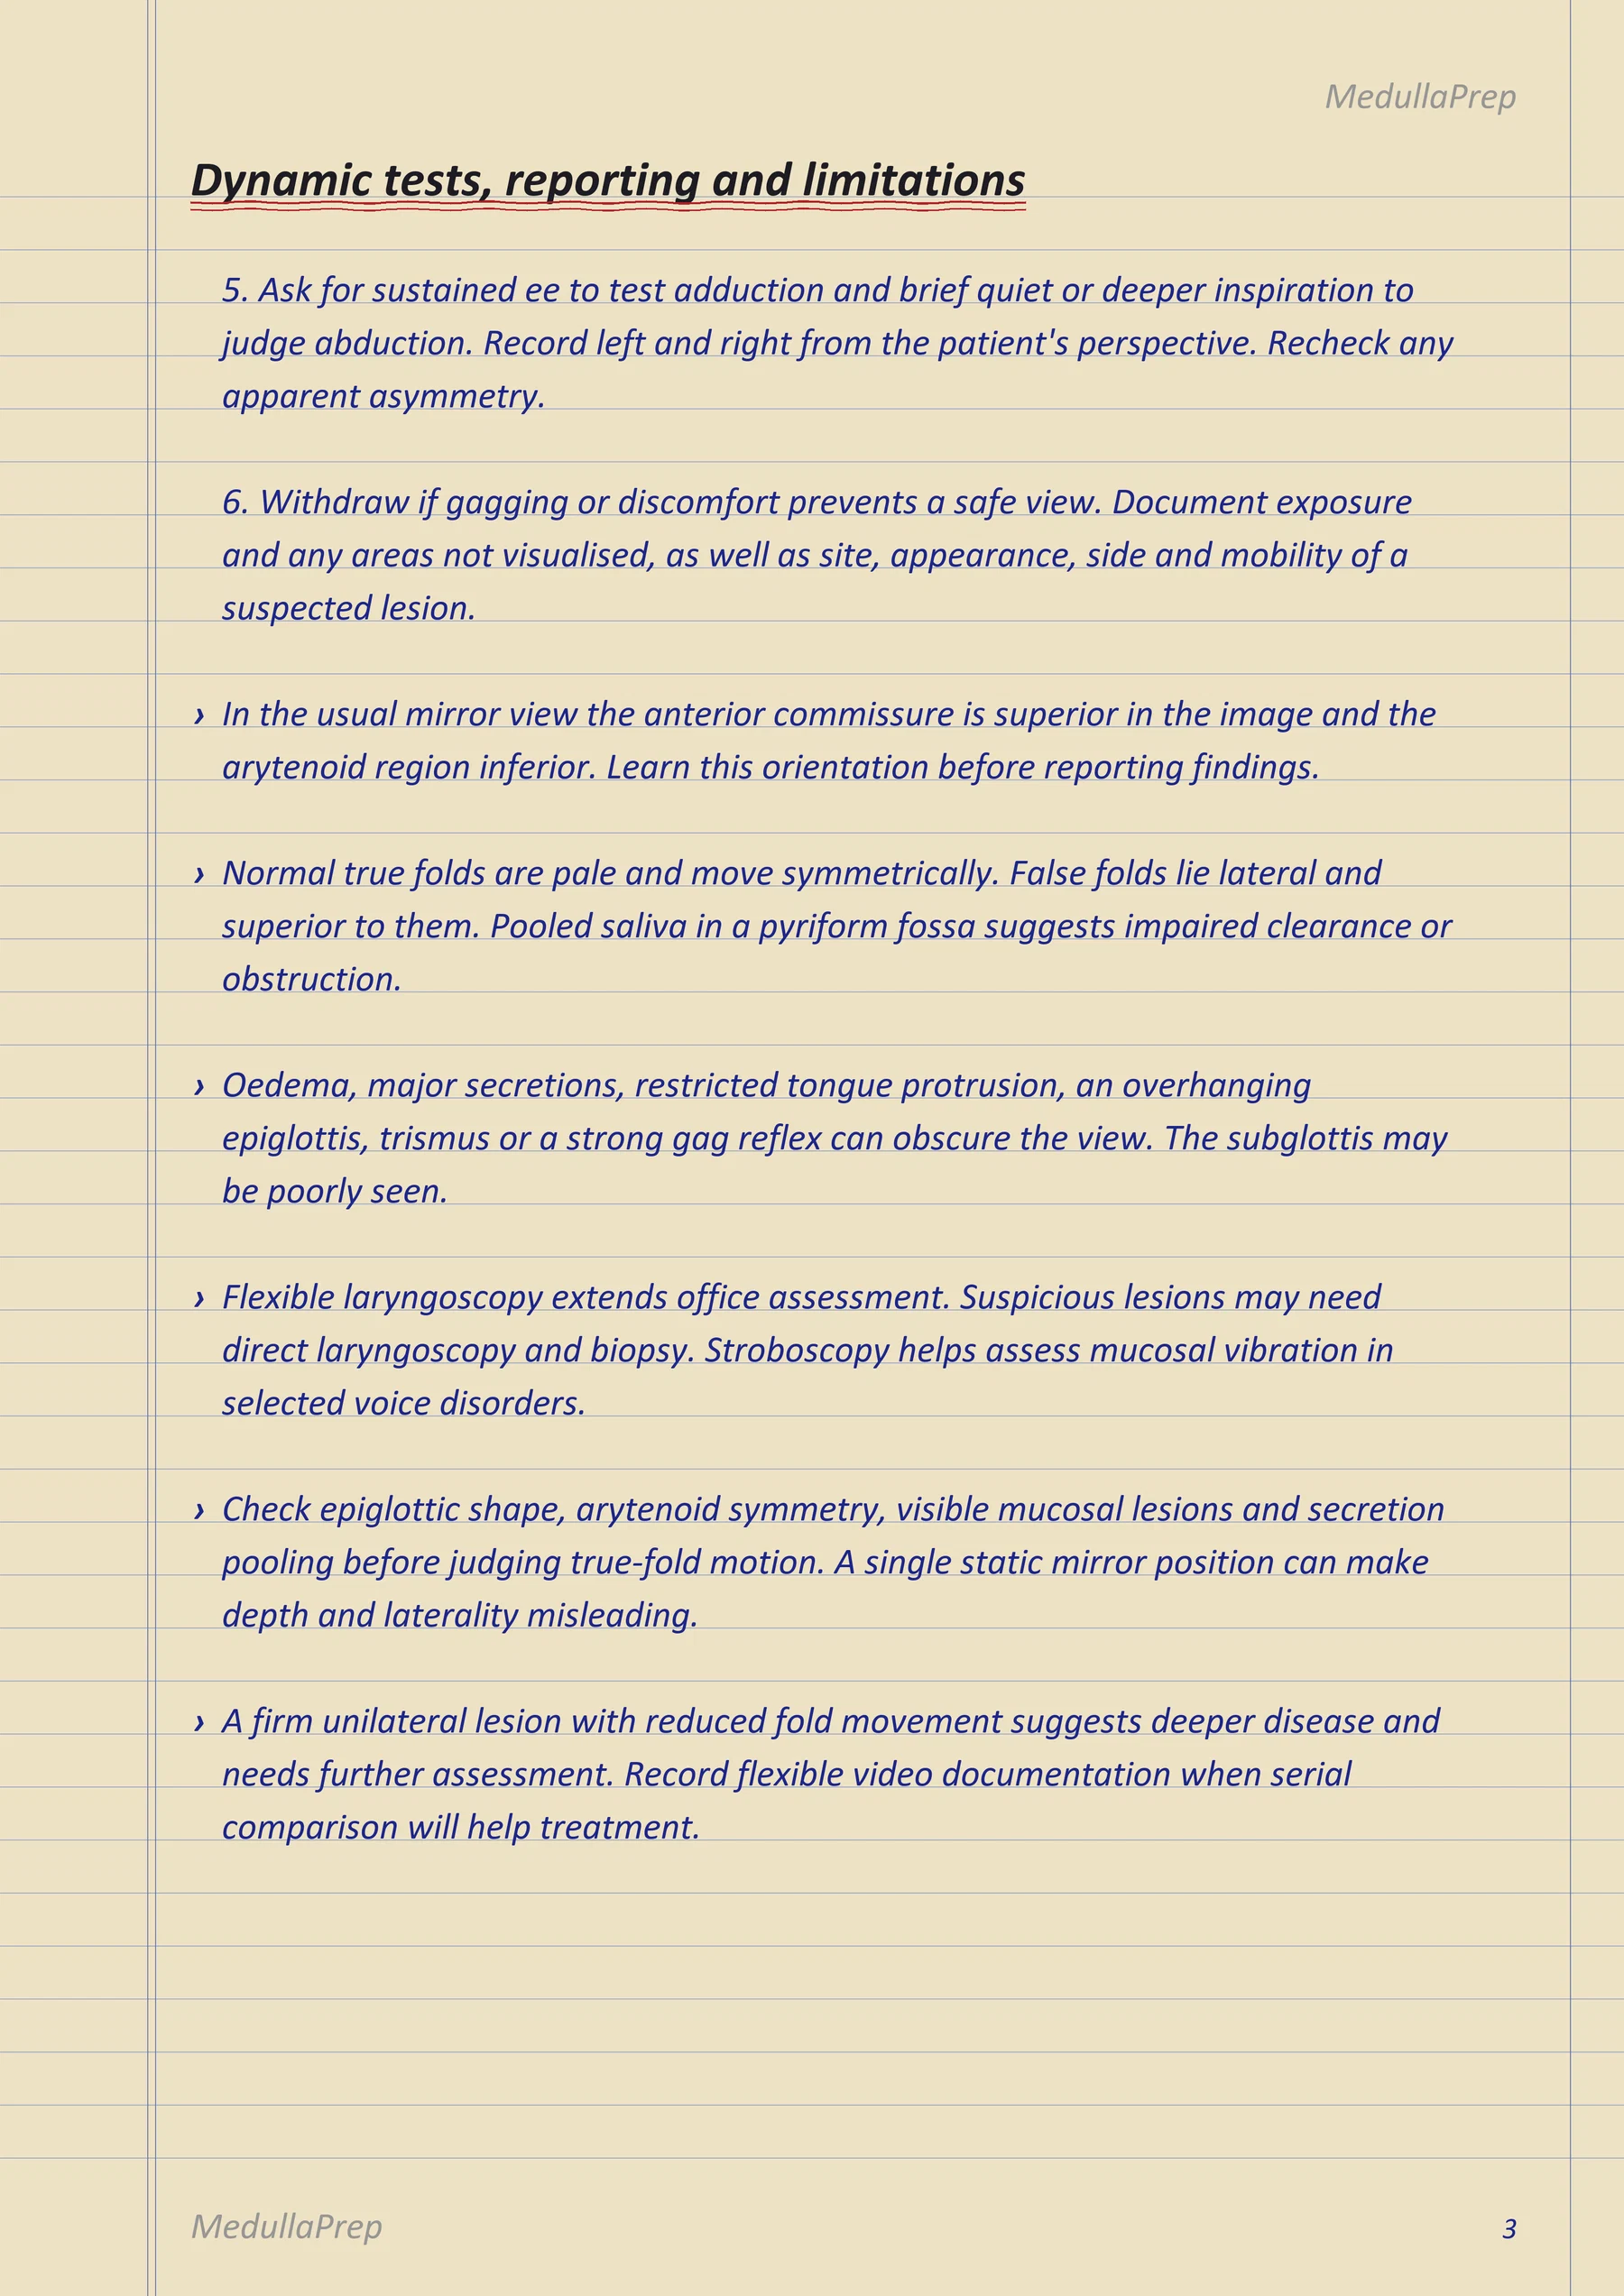 MedullaPrep
Dynamic tests, reporting and limitations
5. Ask for sustained ee to test adduction and brief quiet or deeper inspiration to
judge abduction. Record left and right from the patient's perspective. Recheck any
apparent asymmetry.
6. Withdraw if gagging or discomfort prevents a safe view. Document exposure
and any areas not visualised, as well as site, appearance, side and mobility of a
suspected lesion.
› In the usual mirror view the anterior commissure is superior in the image and the
arytenoid region inferior. Learn this orientation before reporting findings.
› Normal true folds are pale and move symmetrically. False folds lie lateral and
superior to them. Pooled saliva in a pyriform fossa suggests impaired clearance or
obstruction.
› Oedema, major secretions, restricted tongue protrusion, an overhanging
epiglottis, trismus or a strong gag reflex can obscure the view. The subglottis may
be poorly seen.
› Flexible laryngoscopy extends office assessment. Suspicious lesions may need
direct laryngoscopy and biopsy. Stroboscopy helps assess mucosal vibration in
selected voice disorders.
› Check epiglottic shape, arytenoid symmetry, visible mucosal lesions and secretion
pooling before judging true-fold motion. A single static mirror position can make
depth and laterality misleading.
› A firm unilateral lesion with reduced fold movement suggests deeper disease and
needs further assessment. Record flexible video documentation when serial
comparison will help treatment.
MedullaPrep
3